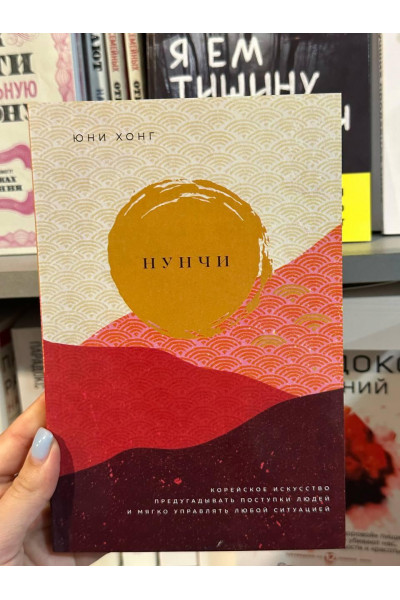 Я ЕМ
ТИШИНУ
ЮНИ ХОНГ
НУНЧИ
КОРЕЙСКОЕ ИСКУССТВО
ПРЕДУГАДЫВАТЬ ПОСТУПКИ ЛЮДЕЙ
И МЯГКО УПРАВЛЯТЬ ЛЮБОЙ СИТУАЦИЕЙ